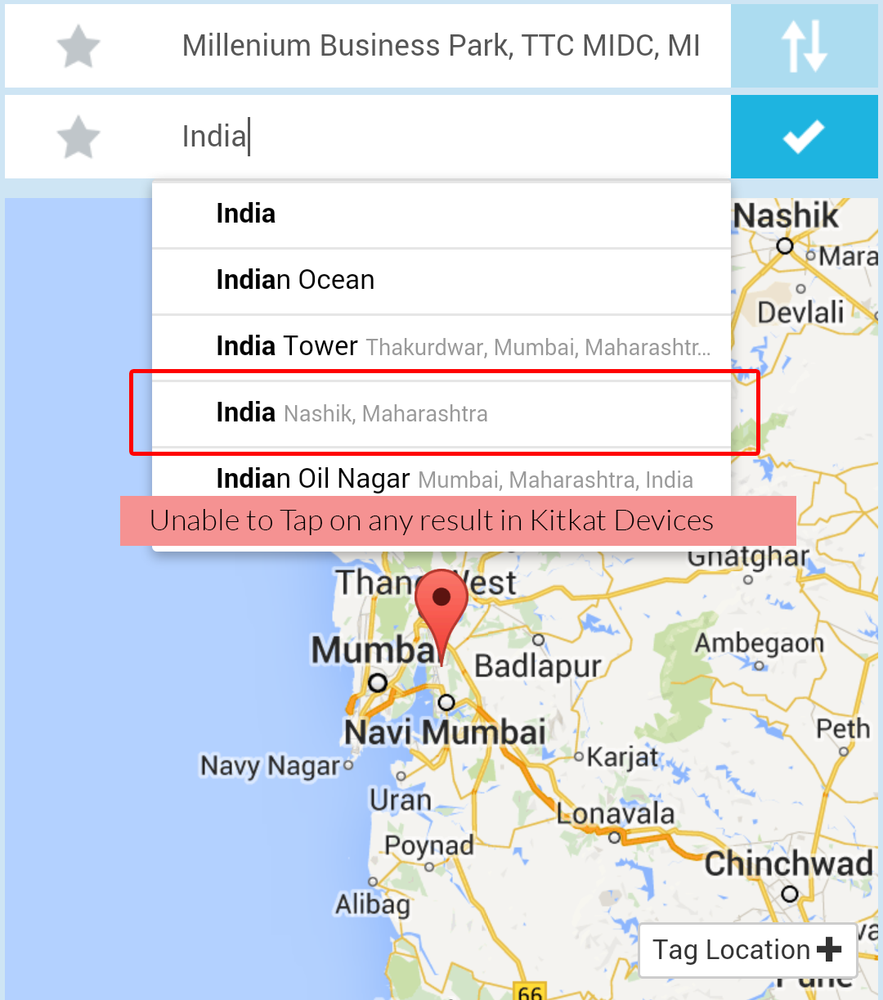 Millenium Business Park, TTC MIDC, MI
India
India
Indian Ocean
India Tower Thakurdwar, Mumbai, Maharashtr...
India Nashik, Maharashtra
Indian Oil Nagar Mumbai, Maharashtra, India
Unable to Tap on any result in Kitkat Devices
Nashik
Mara
Devlali
Ghatghar
West
Ambegaon
Mumbai
Badlapur
Peth
Navi Mumbai
Karjat
Navy Nagar
Uran
Lonavala
Poynad
Chinchwad
Alibag
Tag Location
Pune
66